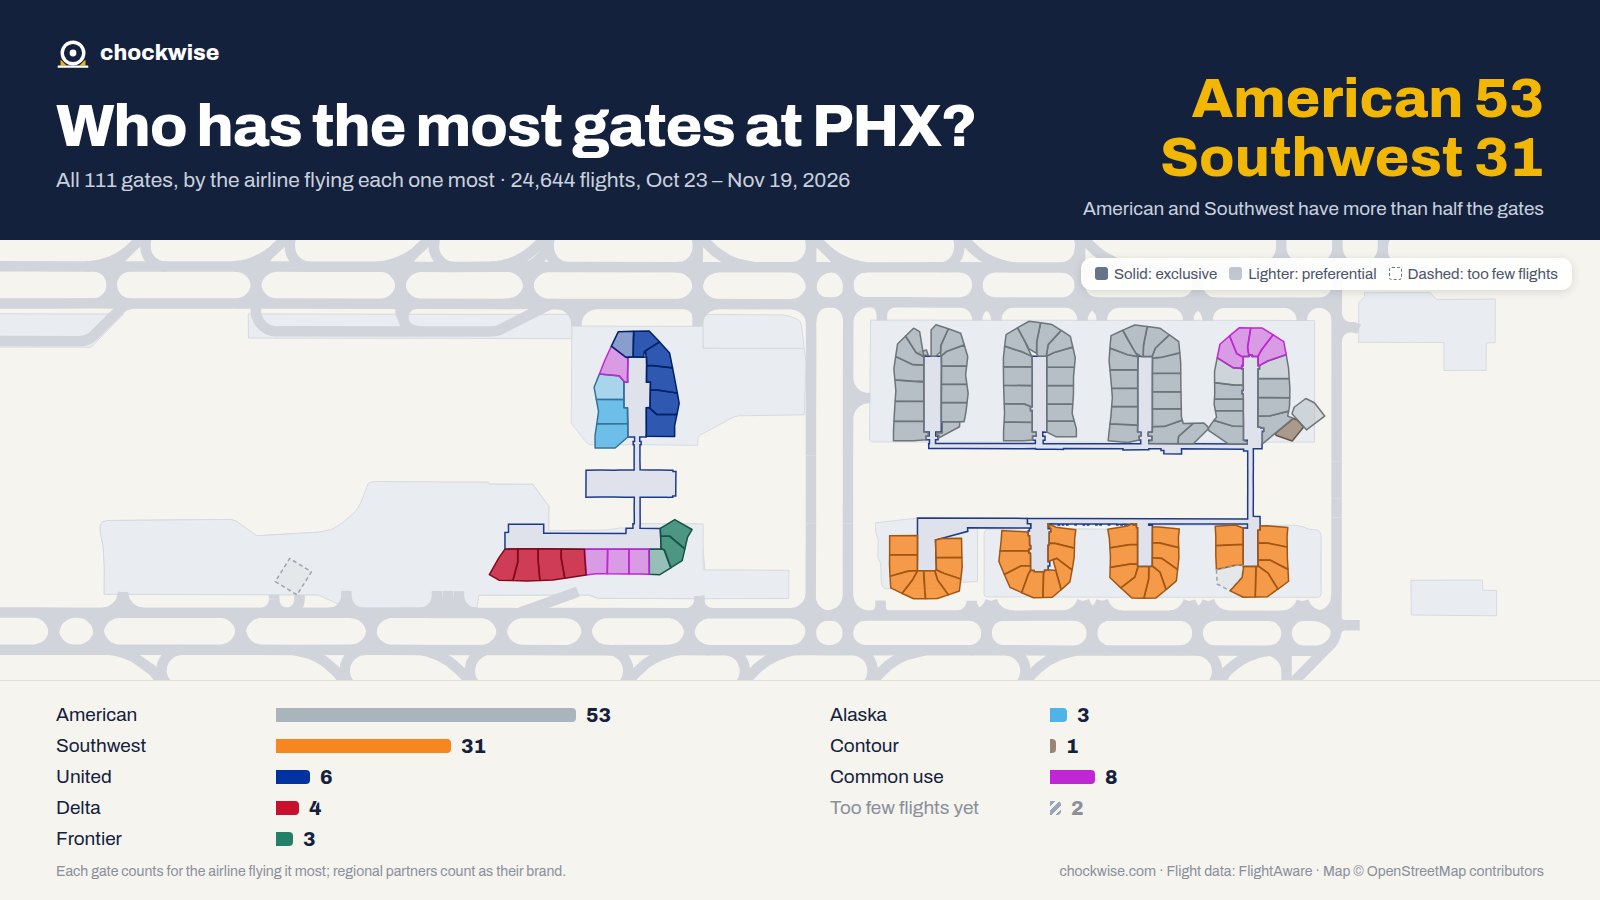 chockwise
Who has the most gates at PHX?
All 111 gates, by the airline flying each one most · 24,644 flights, Oct 23 – Nov 19, 2026
American 53
Southwest 31
American and Southwest have more than half the gates
Solid: exclusive
Lighter: preferential
Dashed: too few flights
American 53
Southwest 31
United 6
Delta 4
Frontier 3
Alaska 3
Contour 1
Common use 8
Too few flights yet 2
Each gate counts for the airline flying it most; regional partners count as their brand.
chockwise.com · Flight data: FlightAware · Map © OpenStreetMap contributors